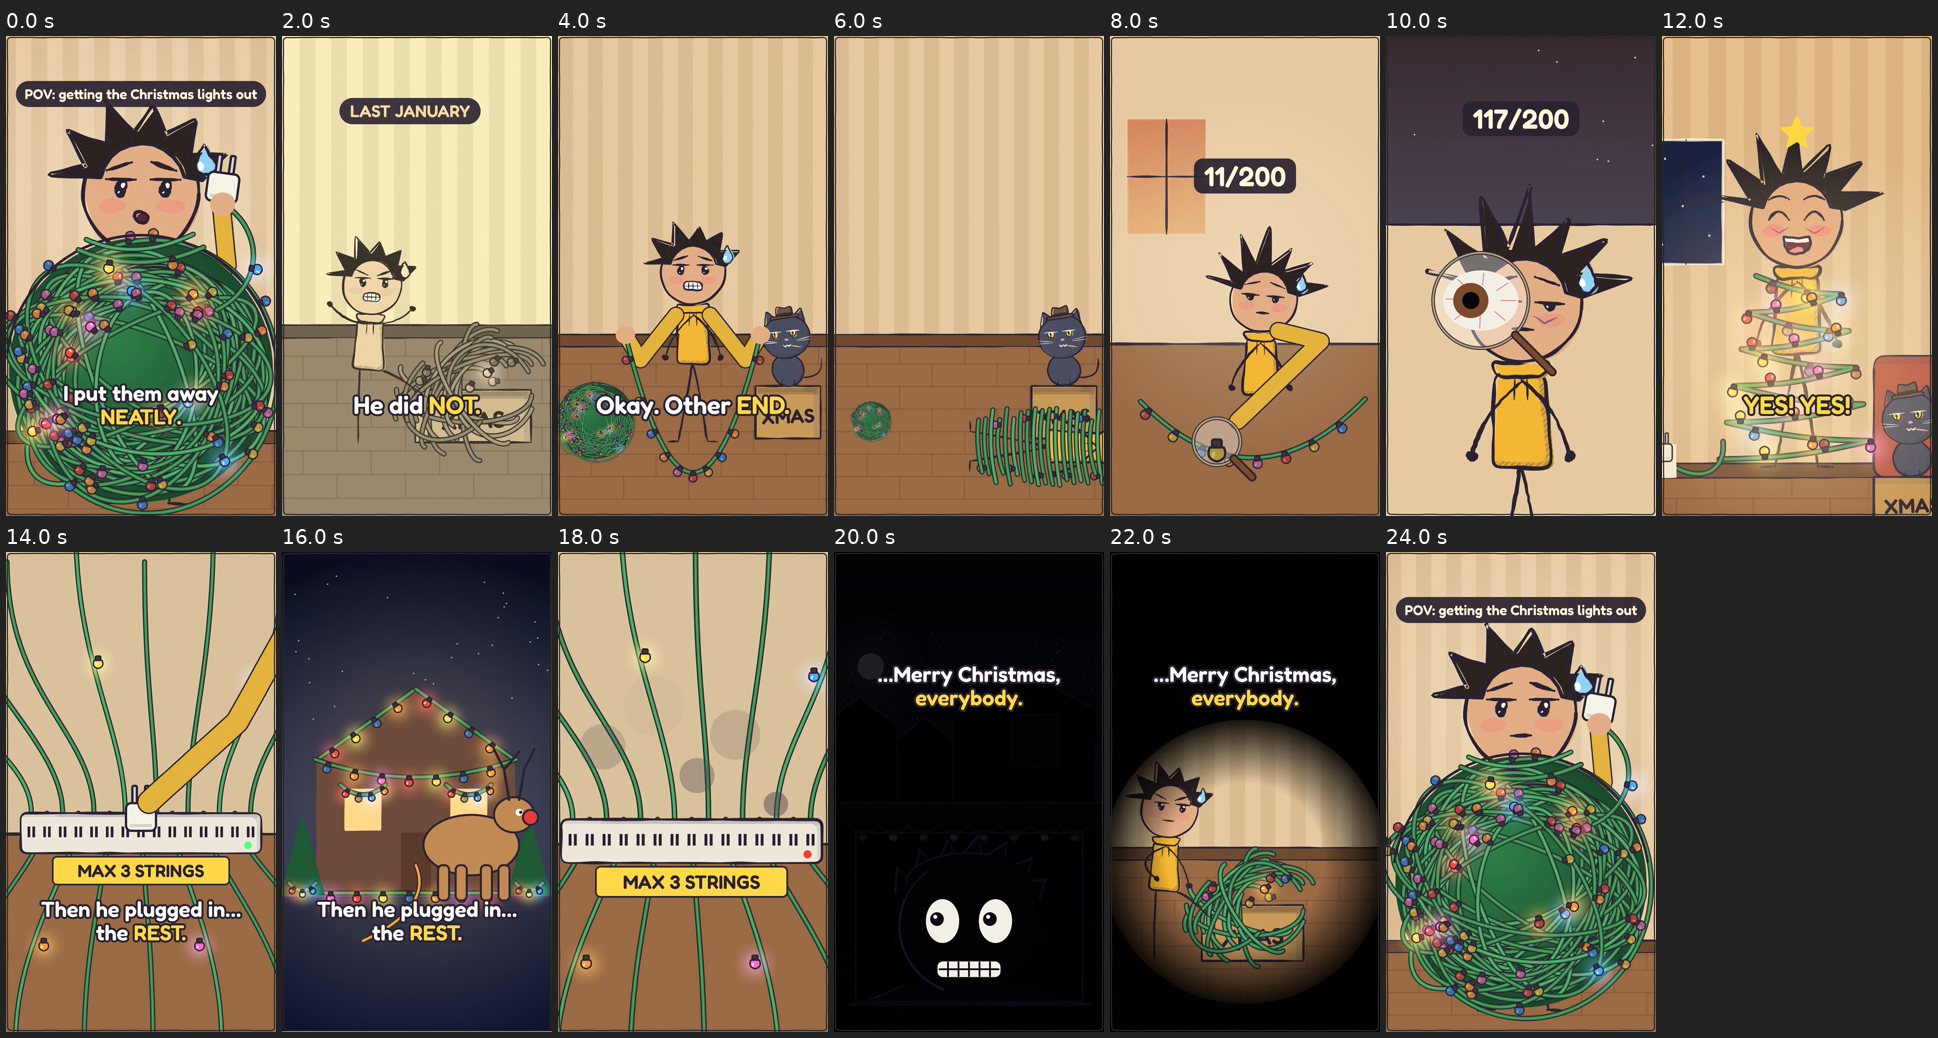 0.0 s
2.0 s
4.0 s
6.0 s
8.0 s
10.0 s
12.0 s
POV: getting the Christmas lights out
I put them away
NEATLY.
LAST JANUARY
He did NOT.
Okay. Other END.
XMAS
11/200
117/200
YES! YES!
XMA
14.0 s
16.0 s
18.0 s
20.0 s
22.0 s
24.0 s
MAX 3 STRINGS
Then he plugged in...
the REST.
Then he plugged in...
the REST.
MAX 3 STRINGS
...Merry Christmas,
everybody.
...Merry Christmas,
everybody.
POV: getting the Christmas lights out